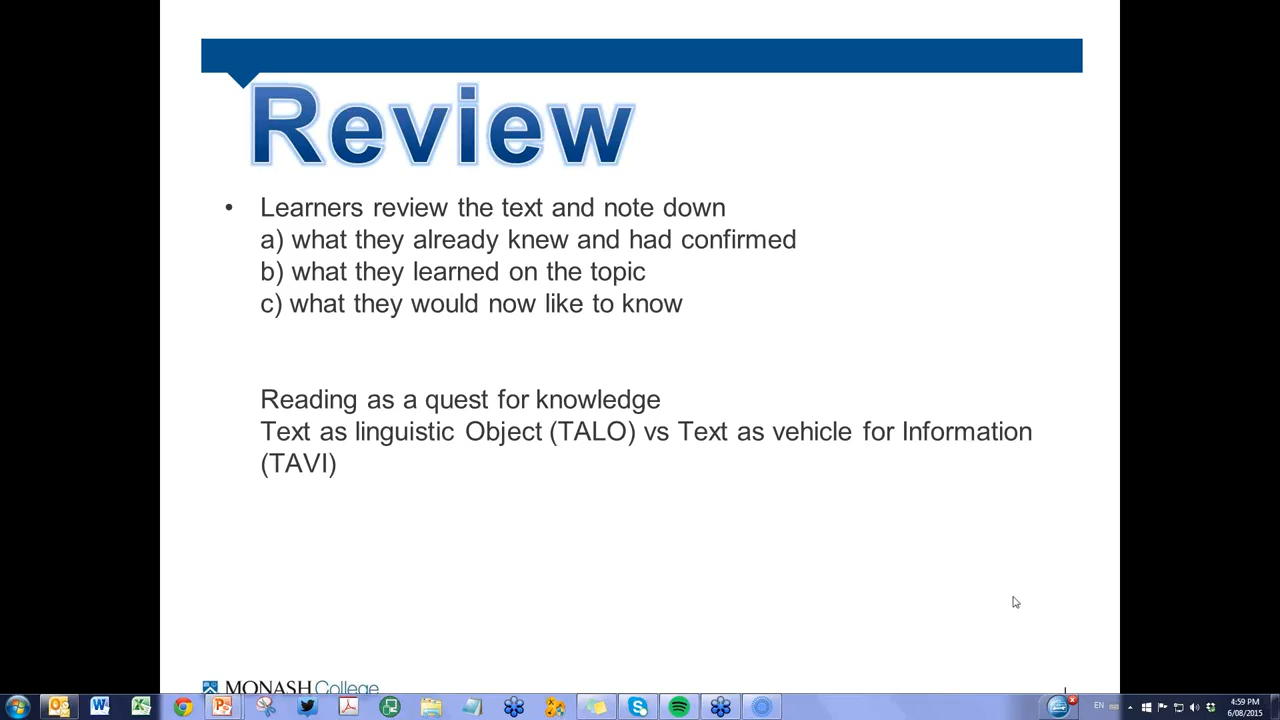 Review
• Learners review the text and note down
a) what they already knew and had confirmed
b) what they learned on the topic
c) what they would now like to know
Reading as a quest for knowledge
Text as linguistic Object (TALO) vs Text as vehicle for Information
(TAVI)
MONASH College
EN
4:59 PM
6/08/2015